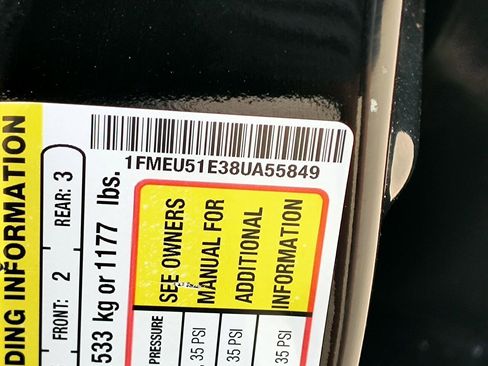 1FMEU51E38UA55849
DING INFORMATION
FRONT: 2 REAR: 3
533 kg or 1177 lbs.
PRESSURE SEE OWNERS
35 PSI MANUAL FOR
35 PSI ADDITIONAL
35 PSI INFORMATION